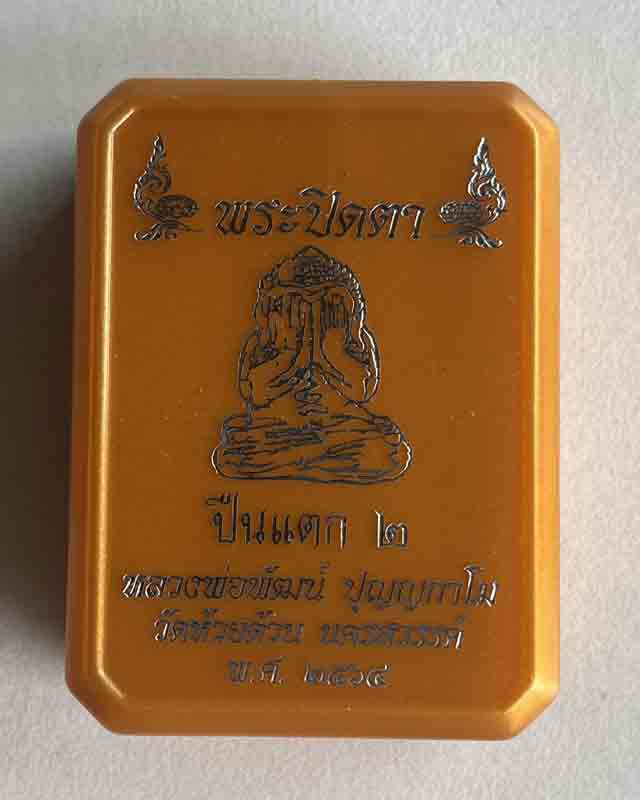 พระปิดตา
ปืนแตก ๒
หลวงพ่อพัฒน์ ปุญญกาโม
วัดห้วยด้วน นครสวรรค์
พ.ศ. ๒๕๖๔